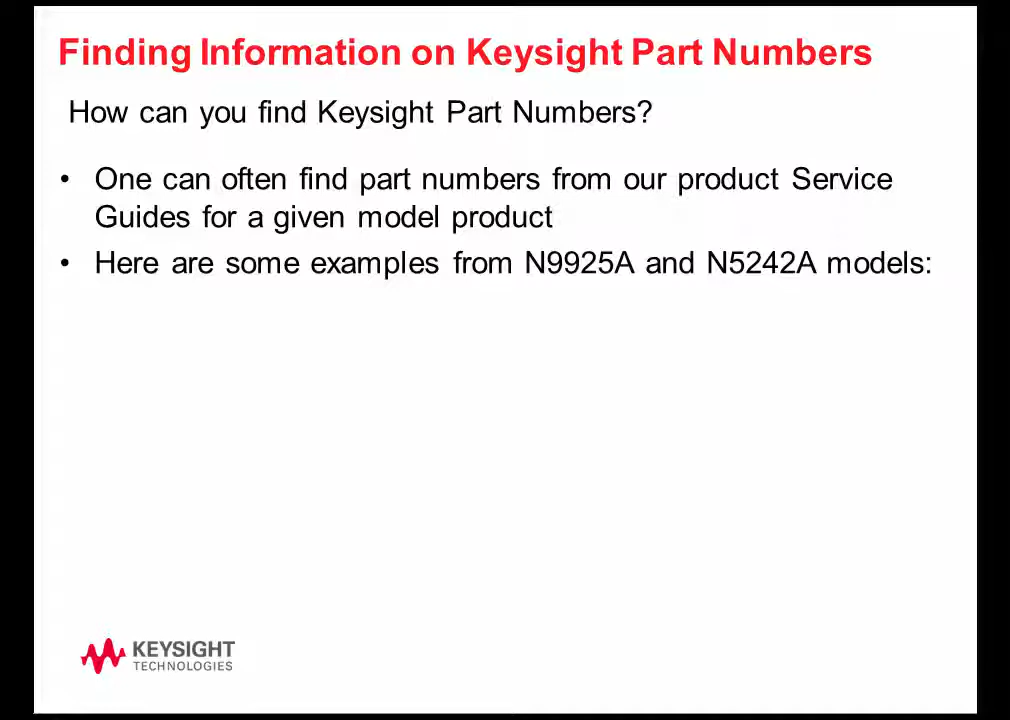 Finding Information on Keysight Part Numbers
How can you find Keysight Part Numbers?
• One can often find part numbers from our product Service
Guides for a given model product
• Here are some examples from N9925A and N5242A models:
KEYSIGHT
TECHNOLOGIES